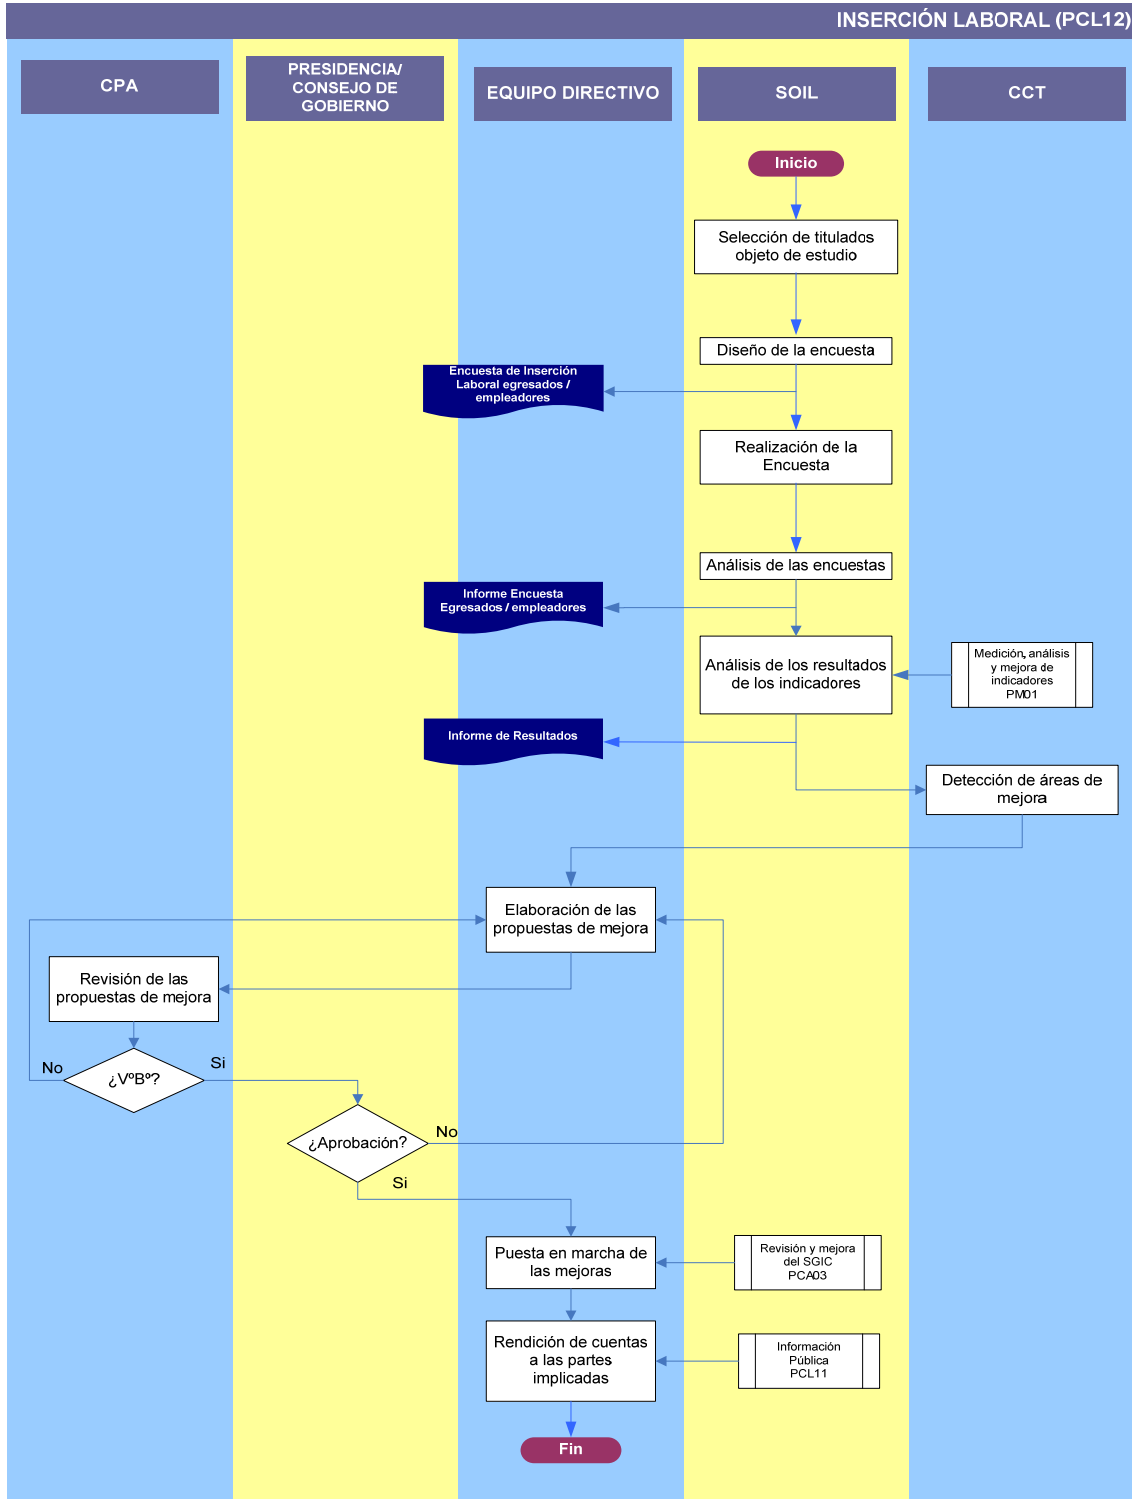 INSERCIÓN LABORAL (PCL12)
CPA
PRESIDENCIA/
CONSEJO DE
GOBIERNO
EQUIPO DIRECTIVO
SOIL
CCT
Inicio
Selección de titulados
objeto de estudio
Diseño de la encuesta
Encuesta de Inserción
Laboral egresados /
empleadores
Realización de la
Encuesta
Análisis de las encuestas
Informe Encuesta
Egresados / empleadores
Análisis de los resultados
de los indicadores
Medición, análisis
y mejora de
indicadores
PM01
Informe de Resultados
Detección de áreas de
mejora
Elaboración de las
propuestas de mejora
Revisión de las
propuestas de mejora
No
¿VºBº?
Si
¿Aprobación?
No
Si
Puesta en marcha de
las mejoras
Revisión y mejora
del SGIC
PCA03
Rendición de cuentas
a las partes
implicadas
Información
Pública
PCL11
Fin